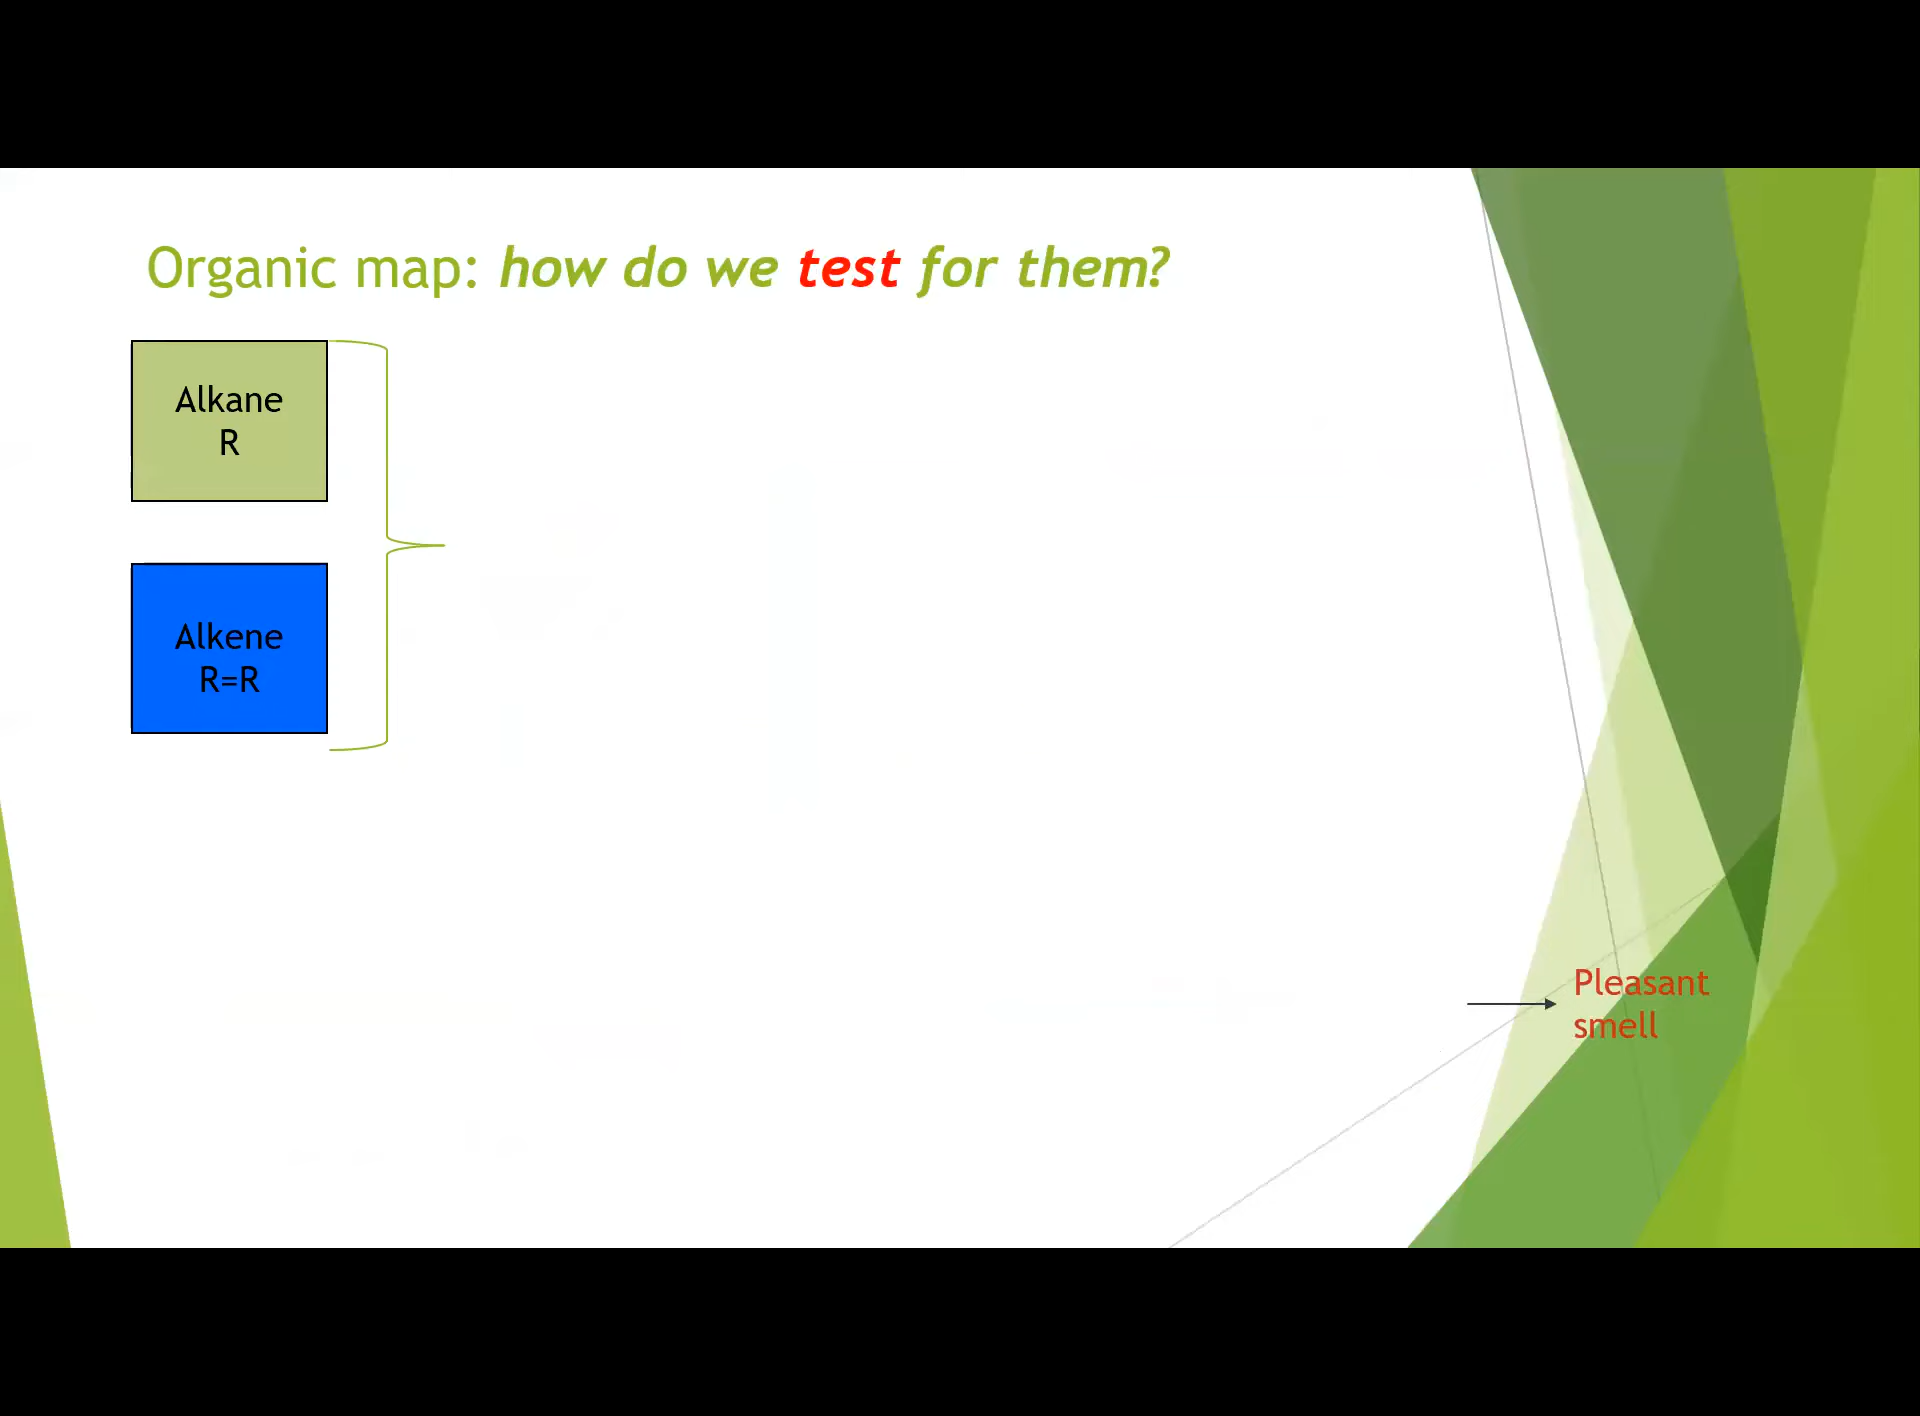 Organic map: how do we test for them?
Alkane
R
Alkene
R=R
Pleasant
smell